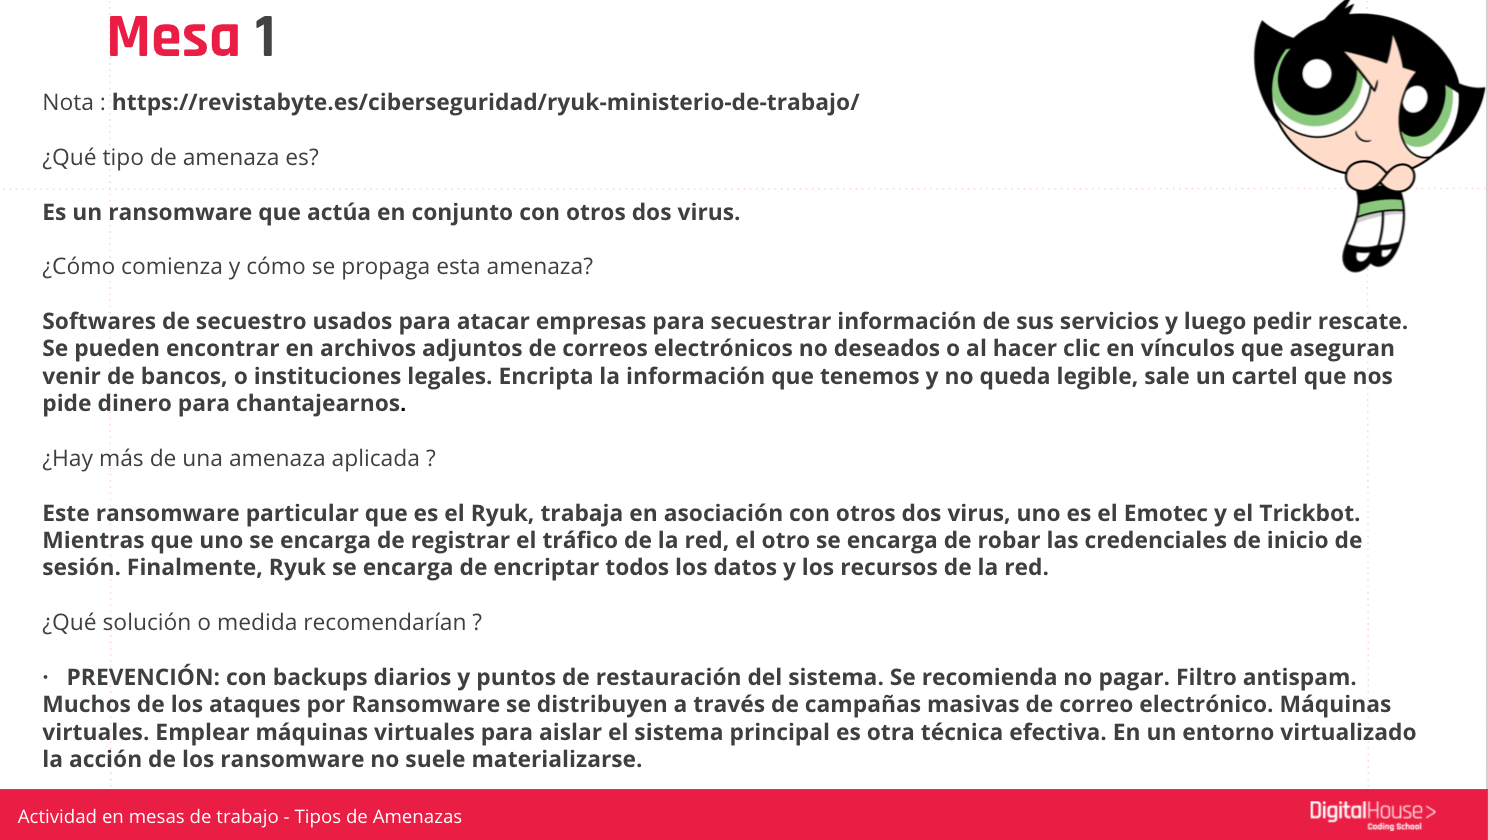 Mesa 1
Nota : https://revistabyte.es/ciberseguridad/ryuk-ministerio-de-trabajo/
¿Qué tipo de amenaza es?
Es un ransomware que actúa en conjunto con otros dos virus.
¿Cómo comienza y cómo se propaga esta amenaza?
Softwares de secuestro usados para atacar empresas para secuestrar información de sus servicios y luego pedir rescate.
Se pueden encontrar en archivos adjuntos de correos electrónicos no deseados o al hacer clic en vínculos que aseguran
venir de bancos, o instituciones legales. Encripta la información que tenemos y no queda legible, sale un cartel que nos
pide dinero para chantajearnos.
¿Hay más de una amenaza aplicada ?
Este ransomware particular que es el Ryuk, trabaja en asociación con otros dos virus, uno es el Emotec y el Trickbot.
Mientras que uno se encarga de registrar el tráfico de la red, el otro se encarga de robar las credenciales de inicio de
sesión. Finalmente, Ryuk se encarga de encriptar todos los datos y los recursos de la red.
¿Qué solución o medida recomendarían ?
· PREVENCIÓN: con backups diarios y puntos de restauración del sistema. Se recomienda no pagar. Filtro antispam.
Muchos de los ataques por Ransomware se distribuyen a través de campañas masivas de correo electrónico. Máquinas
virtuales. Emplear máquinas virtuales para aislar el sistema principal es otra técnica efectiva. En un entorno virtualizado
la acción de los ransomware no suele materializarse.
Actividad en mesas de trabajo - Tipos de Amenazas
DigitalHouse>
Coding School